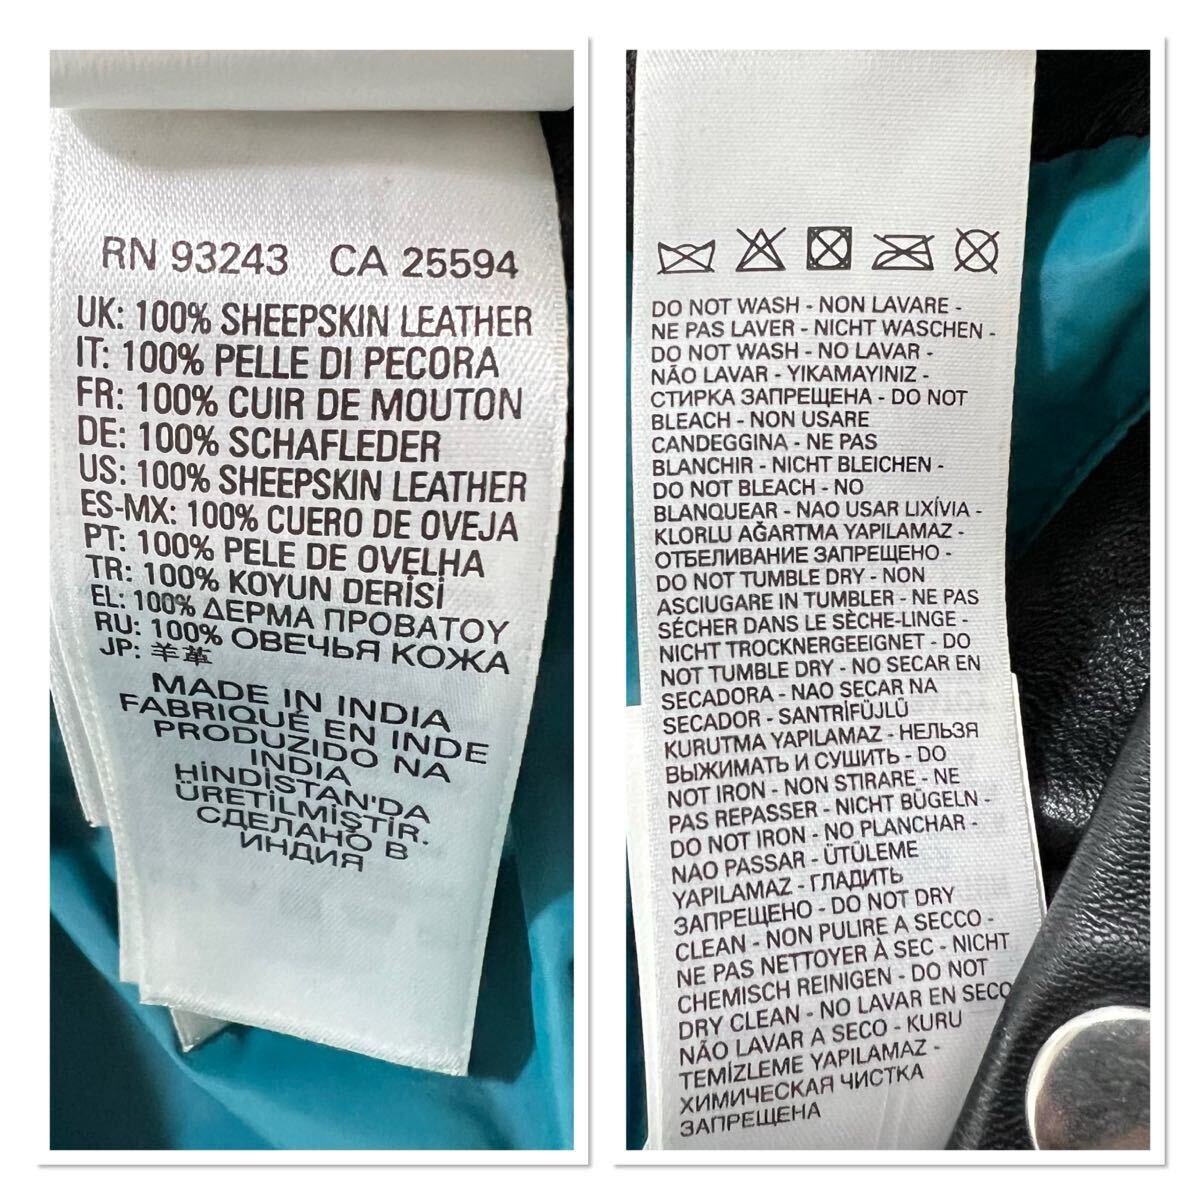 RN 93243 CA 25594
UK: 100% SHEEPSKIN LEATHER
IT: 100% PELLE DI PECORA
FR: 100% CUIR DE MOUTON
DE: 100% SCHAFLEDER
US: 100% SHEEPSKIN LEATHER
ES-MX: 100% CUERO DE OVEJA
PT: 100% PELE DE OVELHA
TR: 100% KOYUN DERİSİ
EL: 100% ΔΕΡΜΑ ΠΡΟΒΑΤΟΥ
RU: 100% ОВЕЧЬЯ КОЖА
JP: 羊革
MADE IN INDIA
FABRIQUÉ EN INDE
PRODUZIDO NA
INDIA
HİNDİSTAN'DA
ÜRETİLMİŞTİR.
СДЕЛАНО В
ИНДИЯ
DO NOT WASH - NON LAVARE -
NE PAS LAVER - NICHT WASCHEN -
DO NOT WASH - NO LAVAR -
NÃO LAVAR - YIKAMAYINIZ -
СТИРКА ЗАПРЕЩЕНА - DO NOT
BLEACH - NON USARE
CANDEGGINA - NE PAS
BLANCHIR - NICHT BLEICHEN -
DO NOT BLEACH - NO
BLANQUEAR - NAO USAR LIXÍVIA -
KLORLU AĞARTMA YAPILAMAZ -
ОТБЕЛИВАНИЕ ЗАПРЕЩЕНО -
DO NOT TUMBLE DRY - NON
ASCIUGARE IN TUMBLER - NE PAS
SÉCHER DANS LE SÈCHE-LINGE -
NICHT TROCKNERGEEIGNET - DO
NOT TUMBLE DRY - NO SECAR EN
SECADORA - NAO SECAR NA
SECADOR - SANTRİFÜJLÜ
KURUTMA YAPILAMAZ - НЕЛЬЗЯ
ВЫЖИМАТЬ И СУШИТЬ - DO
NOT IRON - NON STIRARE - NE
PAS REPASSER - NICHT BÜGELN -
DO NOT IRON - NO PLANCHAR -
NAO PASSAR - ÜTÜLEME
YAPILAMAZ - ГЛАДИТЬ
ЗАПРЕЩЕНО - DO NOT DRY
CLEAN - NON PULIRE A SECCO -
NE PAS NETTOYER À SEC - NICHT
CHEMISCH REINIGEN - DO NOT
DRY CLEAN - NO LAVAR EN SECO
NÃO LAVAR A SECO - KURU
TEMİZLEME YAPILAMAZ -
ХИМИЧЕСКАЯ ЧИСТКА
ЗАПРЕЩЕНА